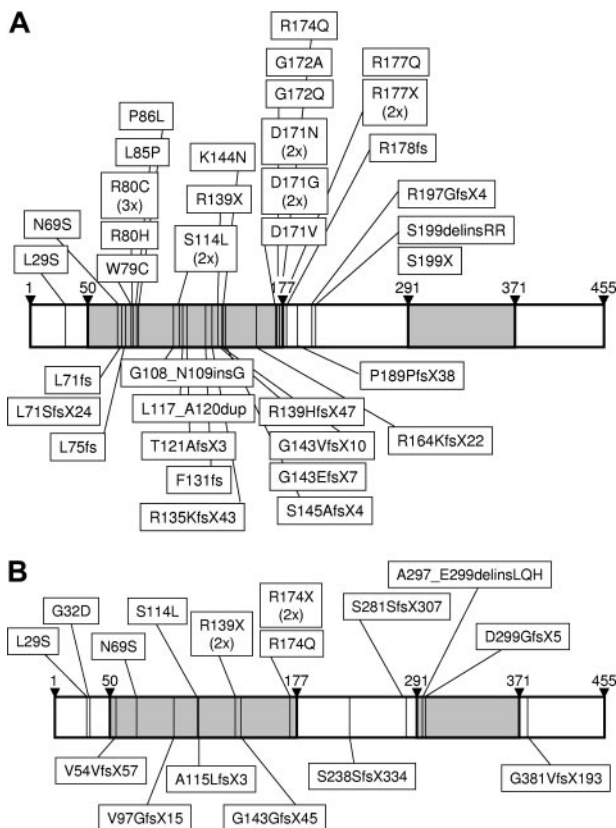 A
R174Q
G172A
G172Q
D171N
(2x)
D171G
(2x)
D171V
R177Q
R177X
(2x)
R178fs
P86L
L85P
R80C
(3x)
R80H
W79C
N69S
L29S
K144N
R139X
S114L
(2x)
R197GfsX4
S199delinsRR
S199X
1 50 177 291 371 455
L71fs
L71SfsX24
L75fs
G108_N109insG
L117_A120dup
T121AfsX3
F131fs
R135KfsX43
R139HfsX47
G143VfsX10
G143EfsX7
S145AfsX4
P189PfsX38
R164KfsX22
B
A297_E299delinsLQH
S281SfsX307
D299GfsX5
G32D
L29S
N69S
S114L
R139X
(2x)
R174X
(2x)
R174Q
1 50 177 291 371 455
V54VfsX57
V97GfsX15
A115LfsX3
G143GfsX45
S238SfsX334
G381VfsX193